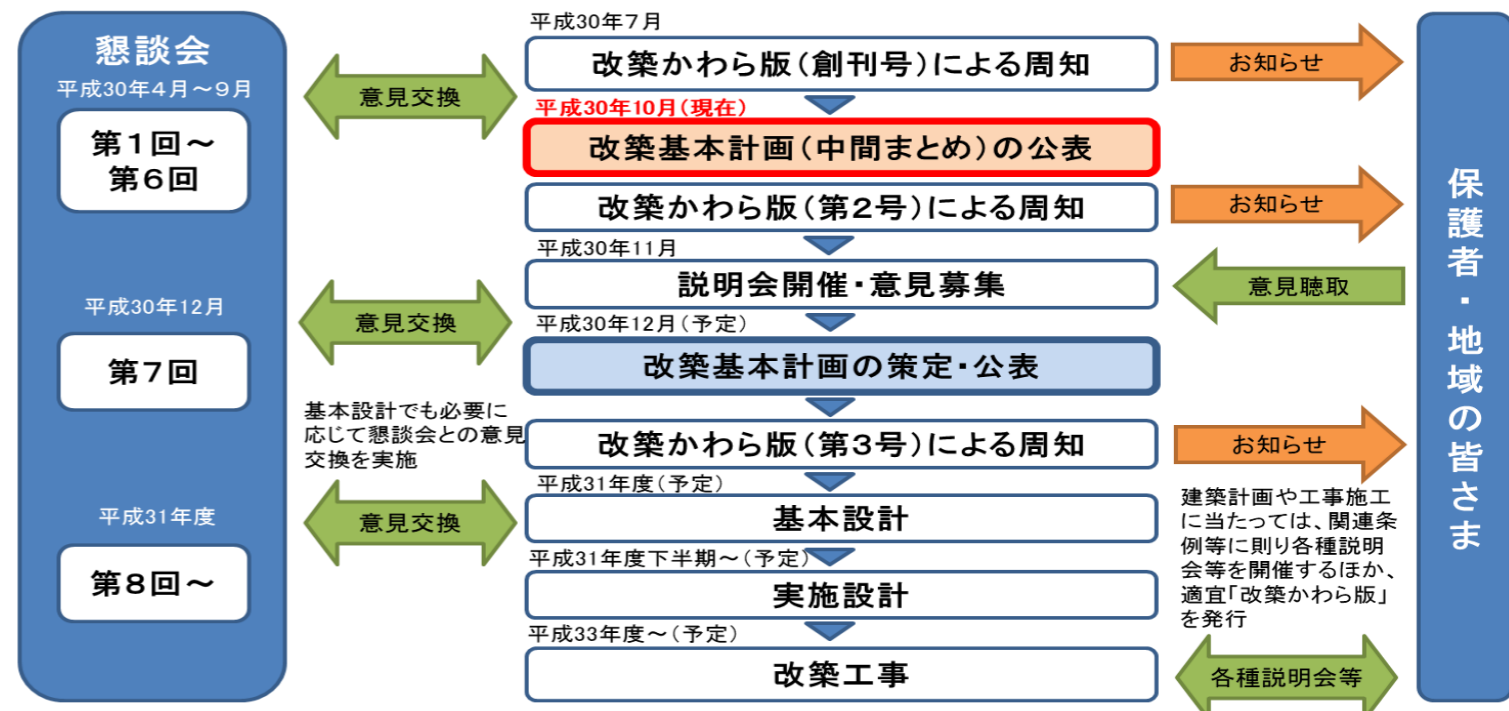 懇談会
平成30年4月～9月
第1回～
第6回
平成30年12月
第7回
平成31年度
第8回～
意見交換
意見交換
基本設計でも必要に
応じて懇談会との意見
交換を実施
意見交換
平成30年7月
改築かわら版(創刊号)による周知
平成30年10月(現在)
改築基本計画(中間まとめ)の公表
改築かわら版(第2号)による周知
平成30年11月
説明会開催・意見募集
平成30年12月(予定)
改築基本計画の策定・公表
改築かわら版(第3号)による周知
平成31年度(予定)
基本設計
平成31年度下半期～(予定)
実施設計
平成33年度～(予定)
改築工事
お知らせ
お知らせ
意見聴取
お知らせ
建築計画や工事施工
に当たっては、関連条
例等に則り各種説明
会等を開催するほか、
適宜「改築かわら版」
を発行
各種説明会等
保護者・地域の皆さま